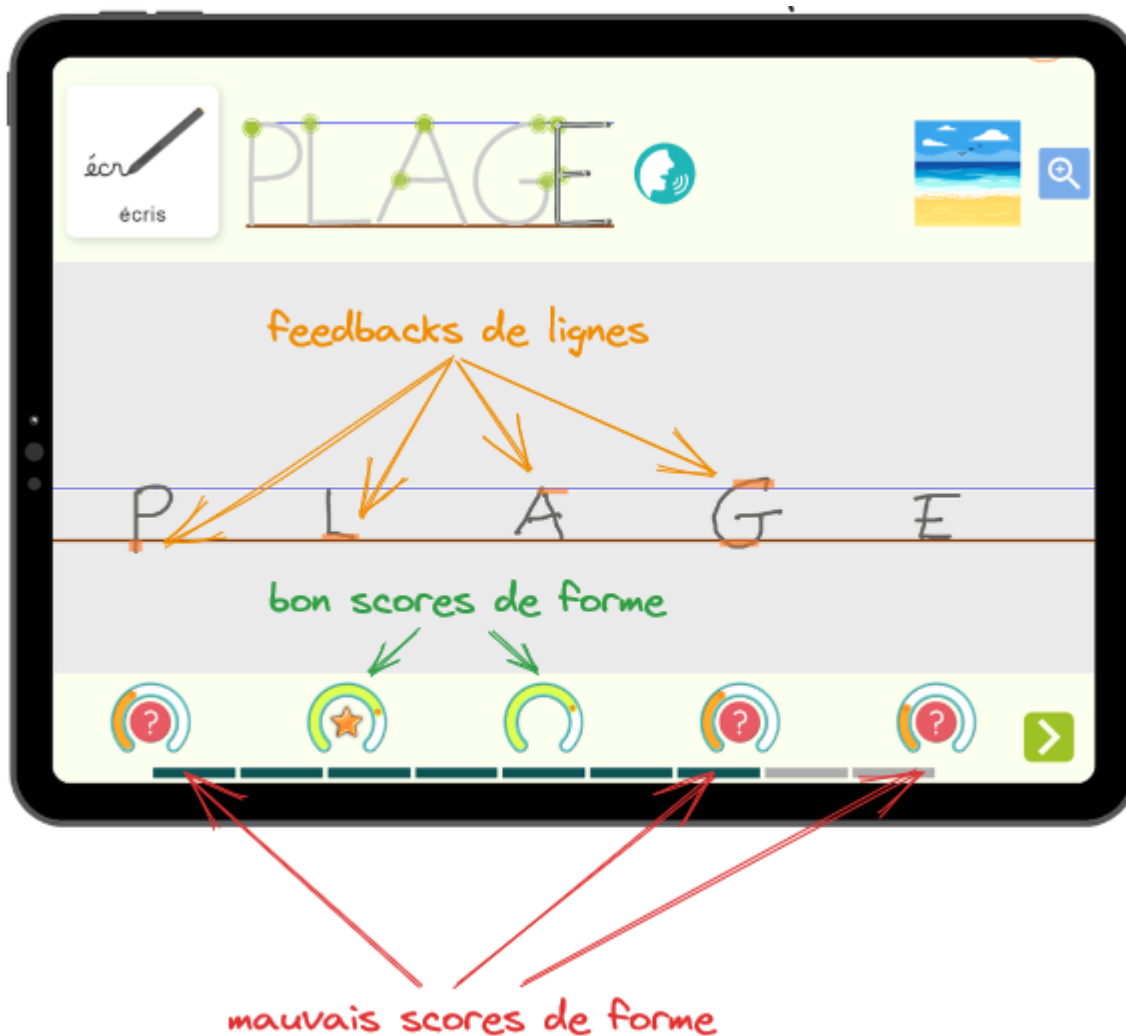 PLAGE
écr
écris
feedbacks de lignes
P L A G E
bon scores de forme
? ? ?
mauvais scores de forme